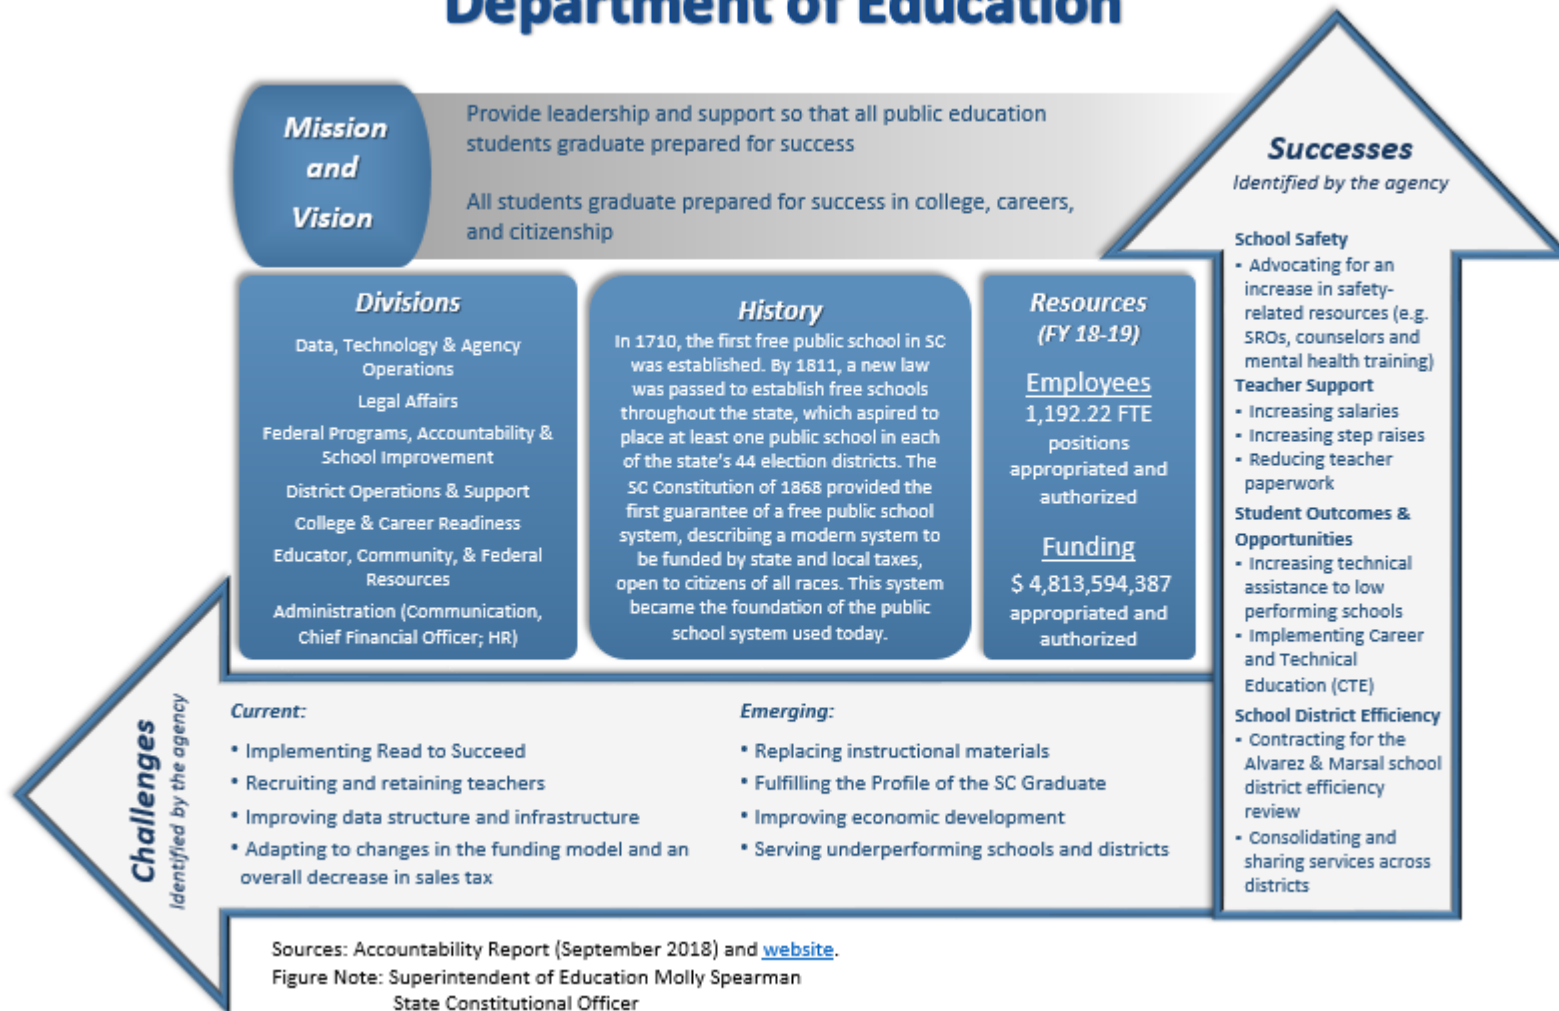 Department of Education
Mission
and
Vision
Provide leadership and support so that all public education
students graduate prepared for success
All students graduate prepared for success in college, careers,
and citizenship
Divisions
Data, Technology & Agency
Operations
Legal Affairs
Federal Programs, Accountability &
School Improvement
District Operations & Support
College & Career Readiness
Educator, Community, & Federal
Resources
Administration (Communication,
Chief Financial Officer; HR)
History
In 1710, the first free public school in SC
was established. By 1811, a new law
was passed to establish free schools
throughout the state, which aspired to
place at least one public school in each
of the state's 44 election districts. The
SC Constitution of 1868 provided the
first guarantee of a free public school
system, describing a modern system to
be funded by state and local taxes,
open to citizens of all races. This system
became the foundation of the public
school system used today.
Resources
(FY 18-19)
Employees
1,192.22 FTE
positions
appropriated and
authorized
Funding
$ 4,813,594,387
appropriated and
authorized
Successes
Identified by the agency
School Safety
▪ Advocating for an
increase in safety-
related resources (e.g.
SROs, counselors and
mental health training)
Teacher Support
▪ Increasing salaries
▪ Increasing step raises
▪ Reducing teacher
paperwork
Student Outcomes &
Opportunities
▪ Increasing technical
assistance to low
performing schools
▪ Implementing Career
and Technical
Education (CTE)
School District Efficiency
▪ Contracting for the
Alvarez & Marsal school
district efficiency
review
▪ Consolidating and
sharing services across
districts
Challenges
Identified by the agency
Current:
• Implementing Read to Succeed
• Recruiting and retaining teachers
• Improving data structure and infrastructure
• Adapting to changes in the funding model and an
overall decrease in sales tax
Emerging:
• Replacing instructional materials
• Fulfilling the Profile of the SC Graduate
• Improving economic development
• Serving underperforming schools and districts
Sources: Accountability Report (September 2018) and website.
Figure Note: Superintendent of Education Molly Spearman
State Constitutional Officer